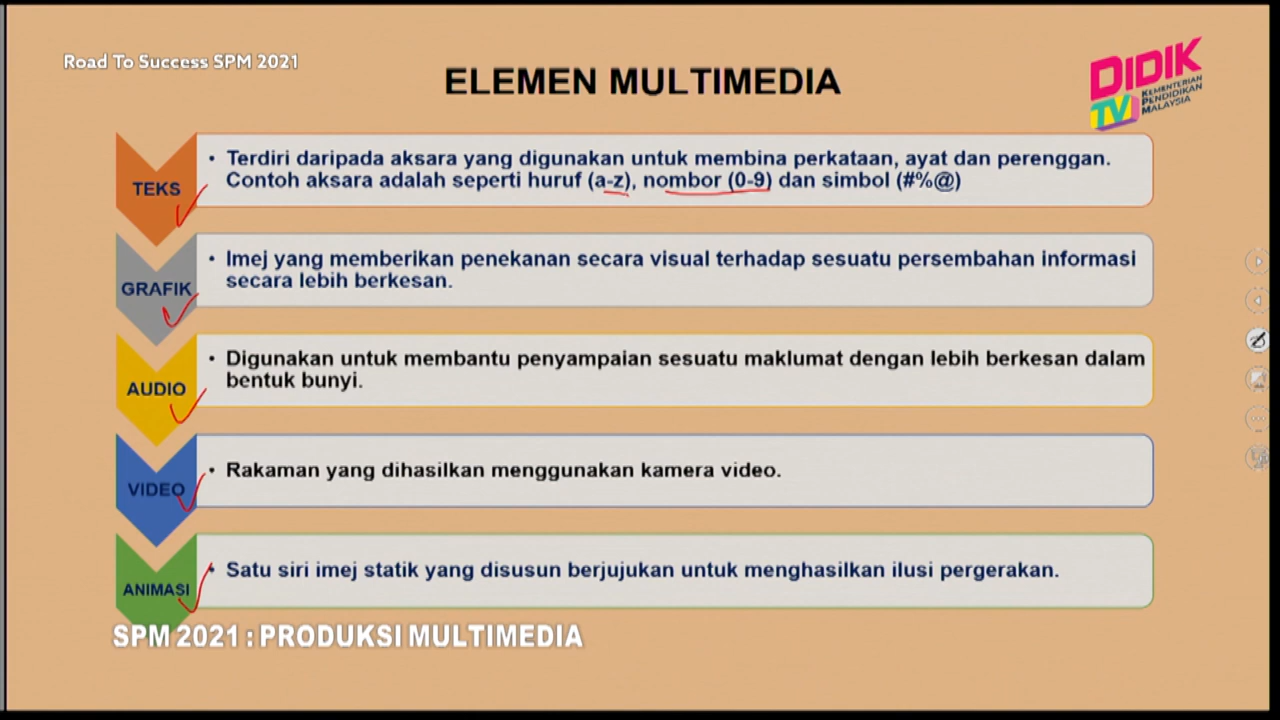 Road To Success SPM 2021
ELEMEN MULTIMEDIA
DIDIK
TV
KEMENTERIAN
PENDIDIKAN
MALAYSIA
TEKS
• Terdiri daripada aksara yang digunakan untuk membina perkataan, ayat dan perenggan.
Contoh aksara adalah seperti huruf (a-z), nombor (0-9) dan simbol (#%@)
GRAFIK
• Imej yang memberikan penekanan secara visual terhadap sesuatu persembahan informasi
secara lebih berkesan.
AUDIO
• Digunakan untuk membantu penyampaian sesuatu maklumat dengan lebih berkesan dalam
bentuk bunyi.
VIDEO
• Rakaman yang dihasilkan menggunakan kamera video.
ANIMASI
• Satu siri imej statik yang disusun berjujukan untuk menghasilkan ilusi pergerakan.
SPM 2021 : PRODUKSI MULTIMEDIA